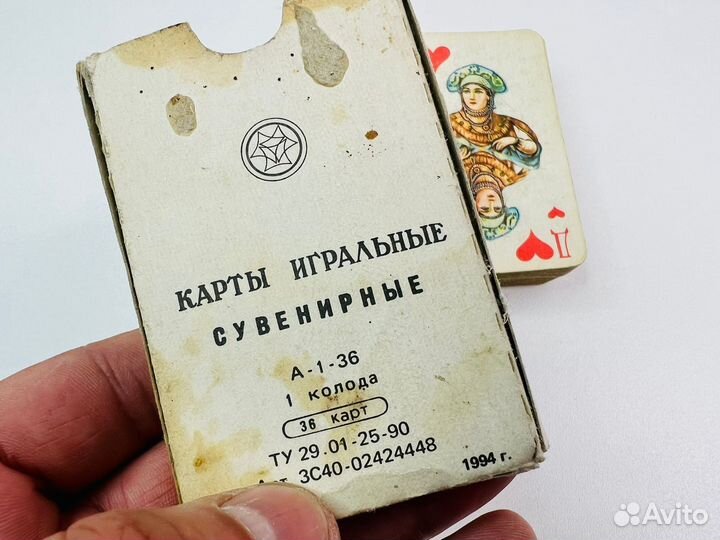 КАРТЫ ИГРАЛЬНЫЕ
СУВЕНИРНЫЕ
А-1-36
1 колода
36 карт
ТУ 29.01-25-90
3С40-02424448
1994 г.
Д
Avito